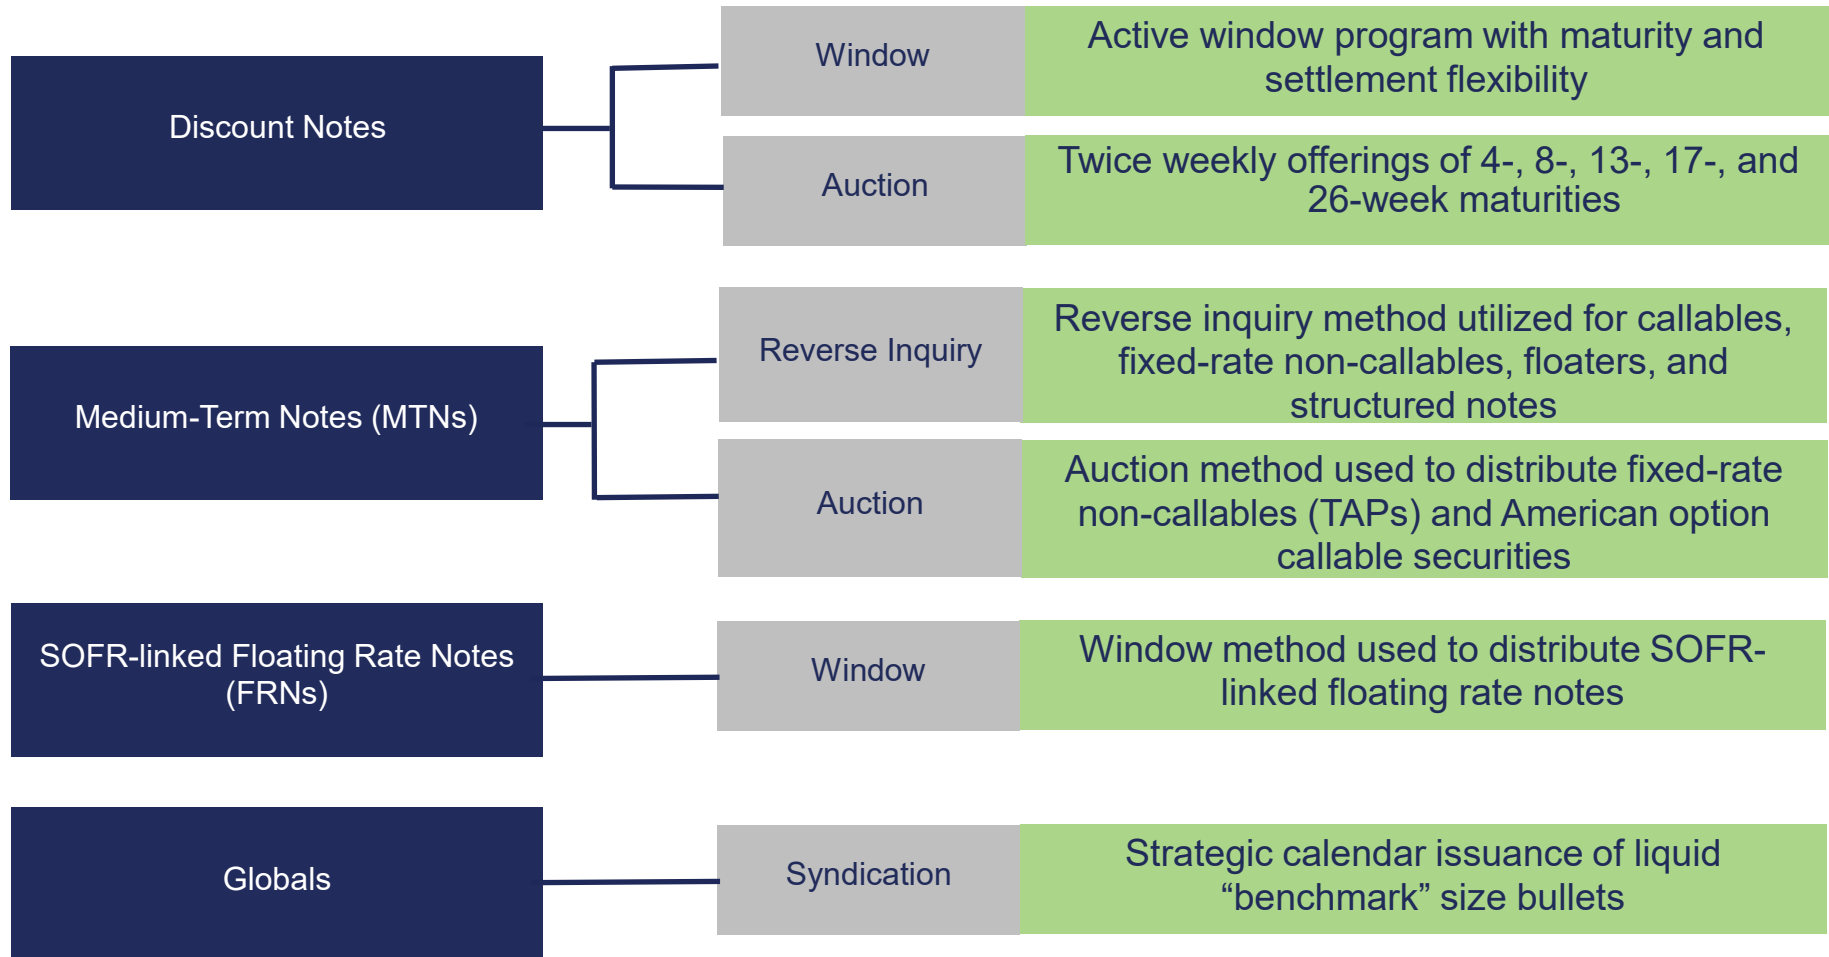 Discount Notes
Window
Active window program with maturity and
settlement flexibility
Auction
Twice weekly offerings of 4-, 8-, 13-, 17-, and
26-week maturities
Medium-Term Notes (MTNs)
Reverse Inquiry
Reverse inquiry method utilized for callables,
fixed-rate non-callables, floaters, and
structured notes
Auction
Auction method used to distribute fixed-rate
non-callables (TAPs) and American option
callable securities
SOFR-linked Floating Rate Notes
(FRNs)
Window
Window method used to distribute SOFR-
linked floating rate notes
Globals
Syndication
Strategic calendar issuance of liquid
“benchmark” size bullets